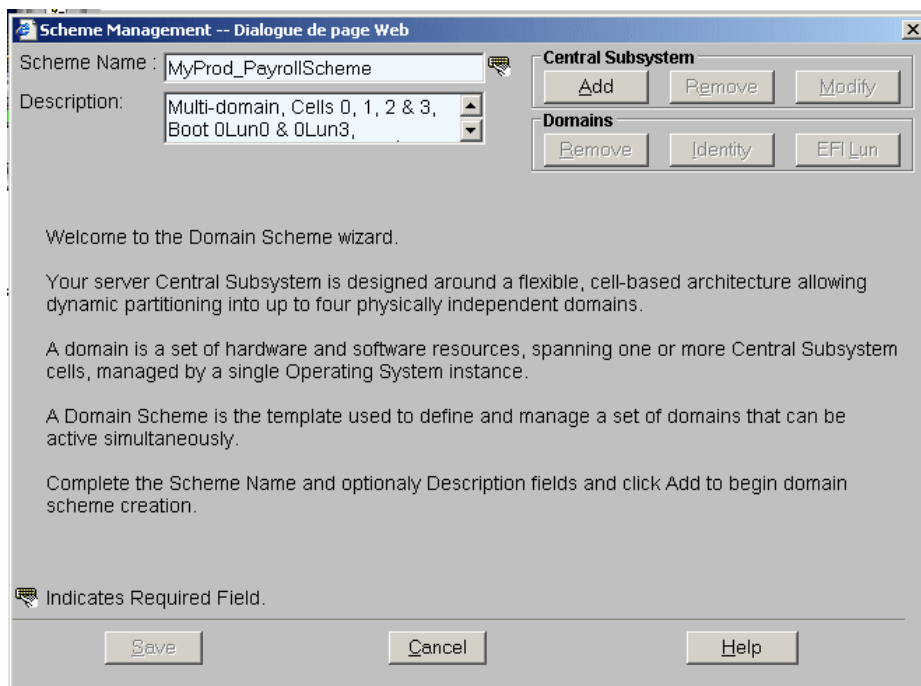 Scheme Management -- Dialogue de page Web
Scheme Name : MyProd_PayrollScheme
Central Subsystem
Add Remove Modify
Description: Multi-domain, Cells 0, 1, 2 & 3,
Boot 0Lun0 & 0Lun3,
Domains
Remove Identity EFI Lun
Welcome to the Domain Scheme wizard.
Your server Central Subsystem is designed around a flexible, cell-based architecture allowing
dynamic partitioning into up to four physically independent domains.
A domain is a set of hardware and software resources, spanning one or more Central Subsystem
cells, managed by a single Operating System instance.
A Domain Scheme is the template used to define and manage a set of domains that can be
active simultaneously.
Complete the Scheme Name and optionaly Description fields and click Add to begin domain
scheme creation.
Indicates Required Field.
Save Cancel Help